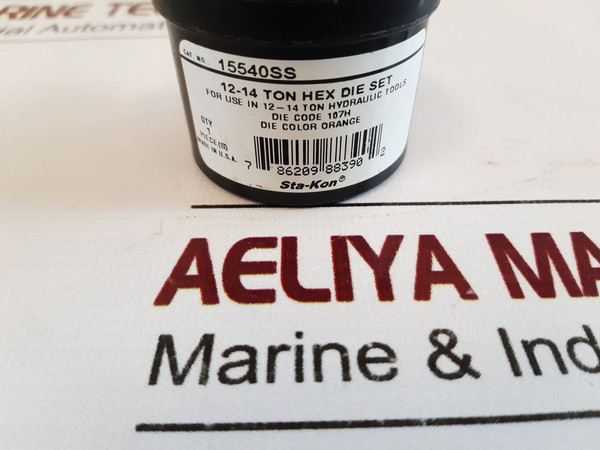 RINE TE
ial Automat
CAT. NO. 15540SS
12-14 TON HEX DIE SET
FOR USE IN 12-14 TON HYDRAULIC TOOLS
DIE CODE 107H
DIE COLOR ORANGE
QTY
1
PIECE(S)
MADE IN U.S.A.
7 86209 88390 2
Sta-Kon®
AELIYA MA
Marine & Ind